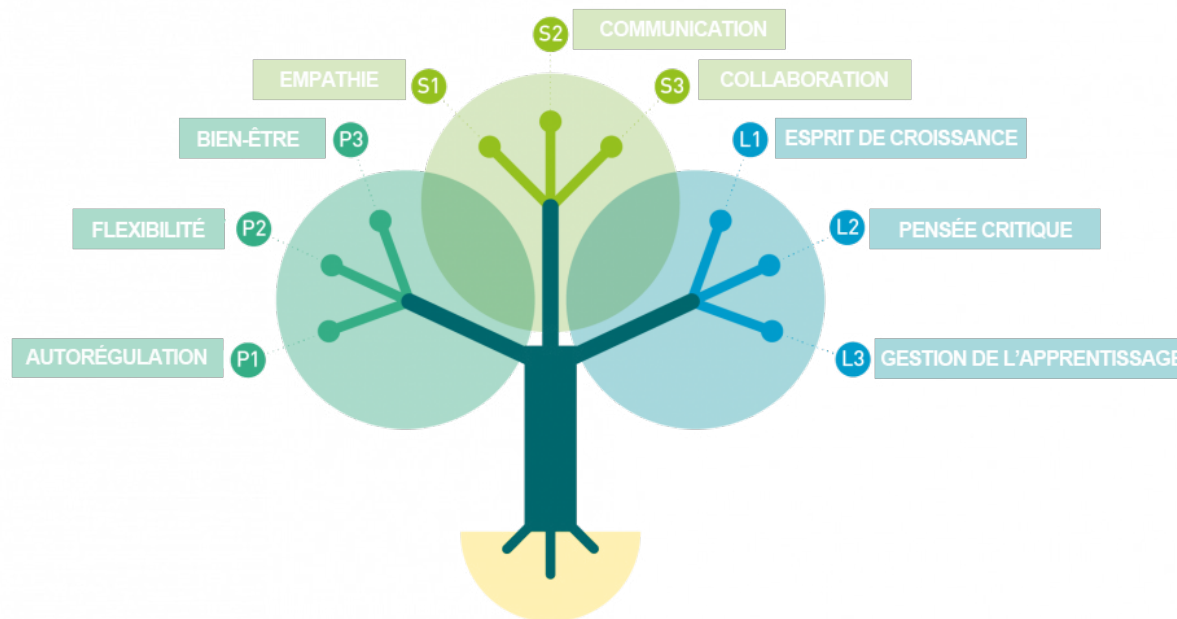 S2 COMMUNICATION
EMPATHIE S1
S3 COLLABORATION
BIEN-ÊTRE P3
L1 ESPRIT DE CROISSANCE
FLEXIBILITÉ P2
L2 PENSÉE CRITIQUE
AUTORÉGULATION P1
L3 GESTION DE L'APPRENTISSAGE